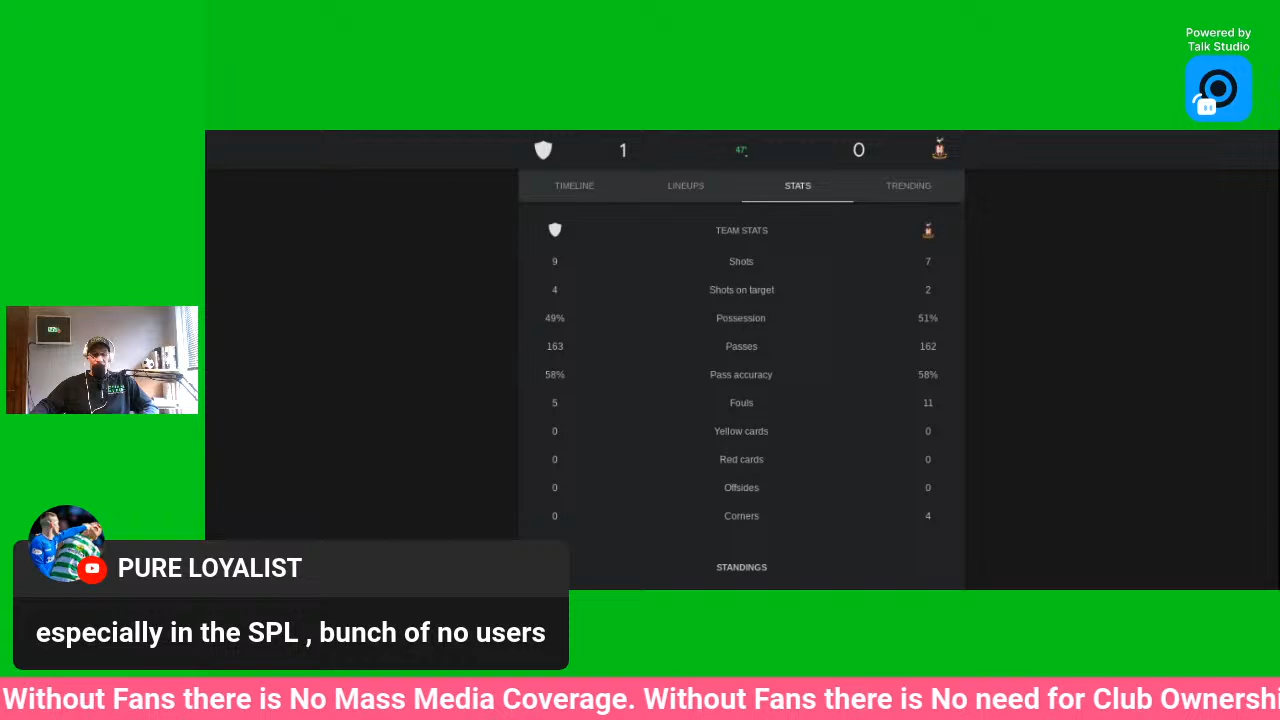 Powered by
Talk Studio
1 47' 0
TIMELINE LINEUPS STATS TRENDING
TEAM STATS
9 Shots 7
4 Shots on target 2
49% Possession 51%
163 Passes 162
58% Pass accuracy 58%
5 Fouls 11
0 Yellow cards 0
0 Red cards 0
0 Offsides 0
0 Corners 4
STANDINGS
PURE LOYALIST
especially in the SPL , bunch of no users
Without Fans there is No Mass Media Coverage. Without Fans there is No need for Club Ownershi